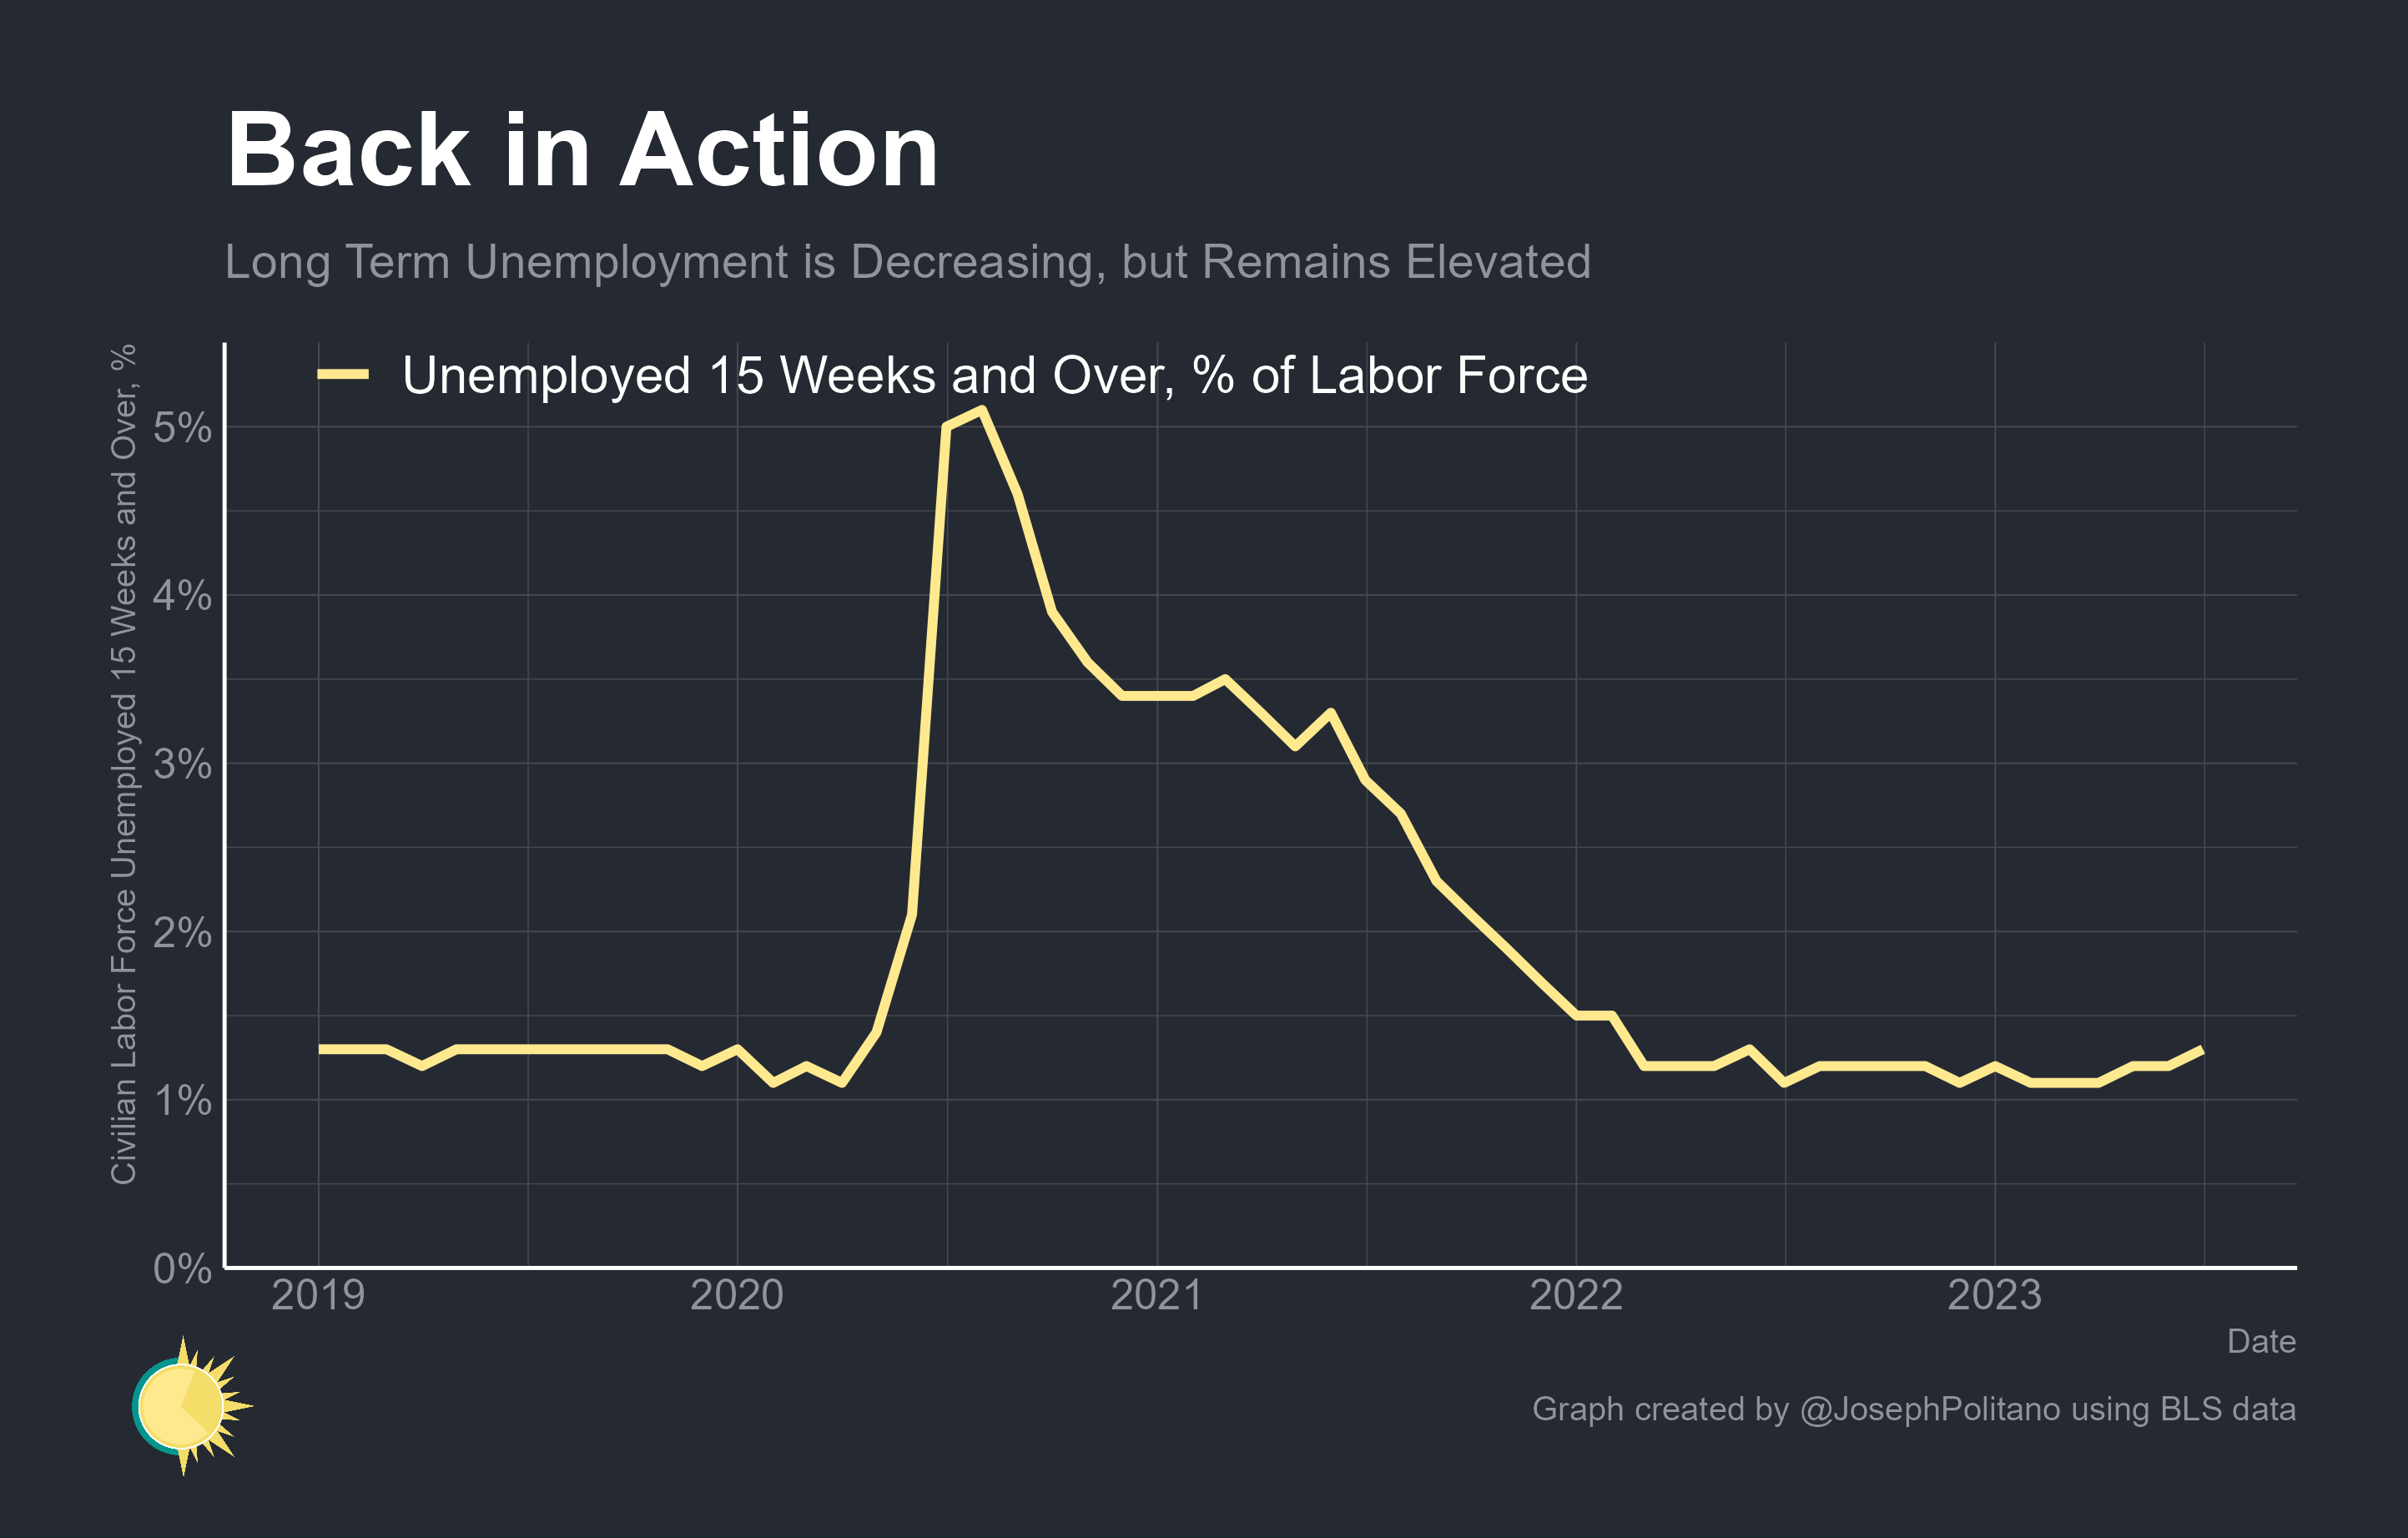 Back in Action
Long Term Unemployment is Decreasing, but Remains Elevated
Unemployed 15 Weeks and Over, % of Labor Force
Civilian Labor Force Unemployed 15 Weeks and Over, %
5%
4%
3%
2%
1%
0%
2019
2020
2021
2022
2023
Date
Graph created by @JosephPolitano using BLS data